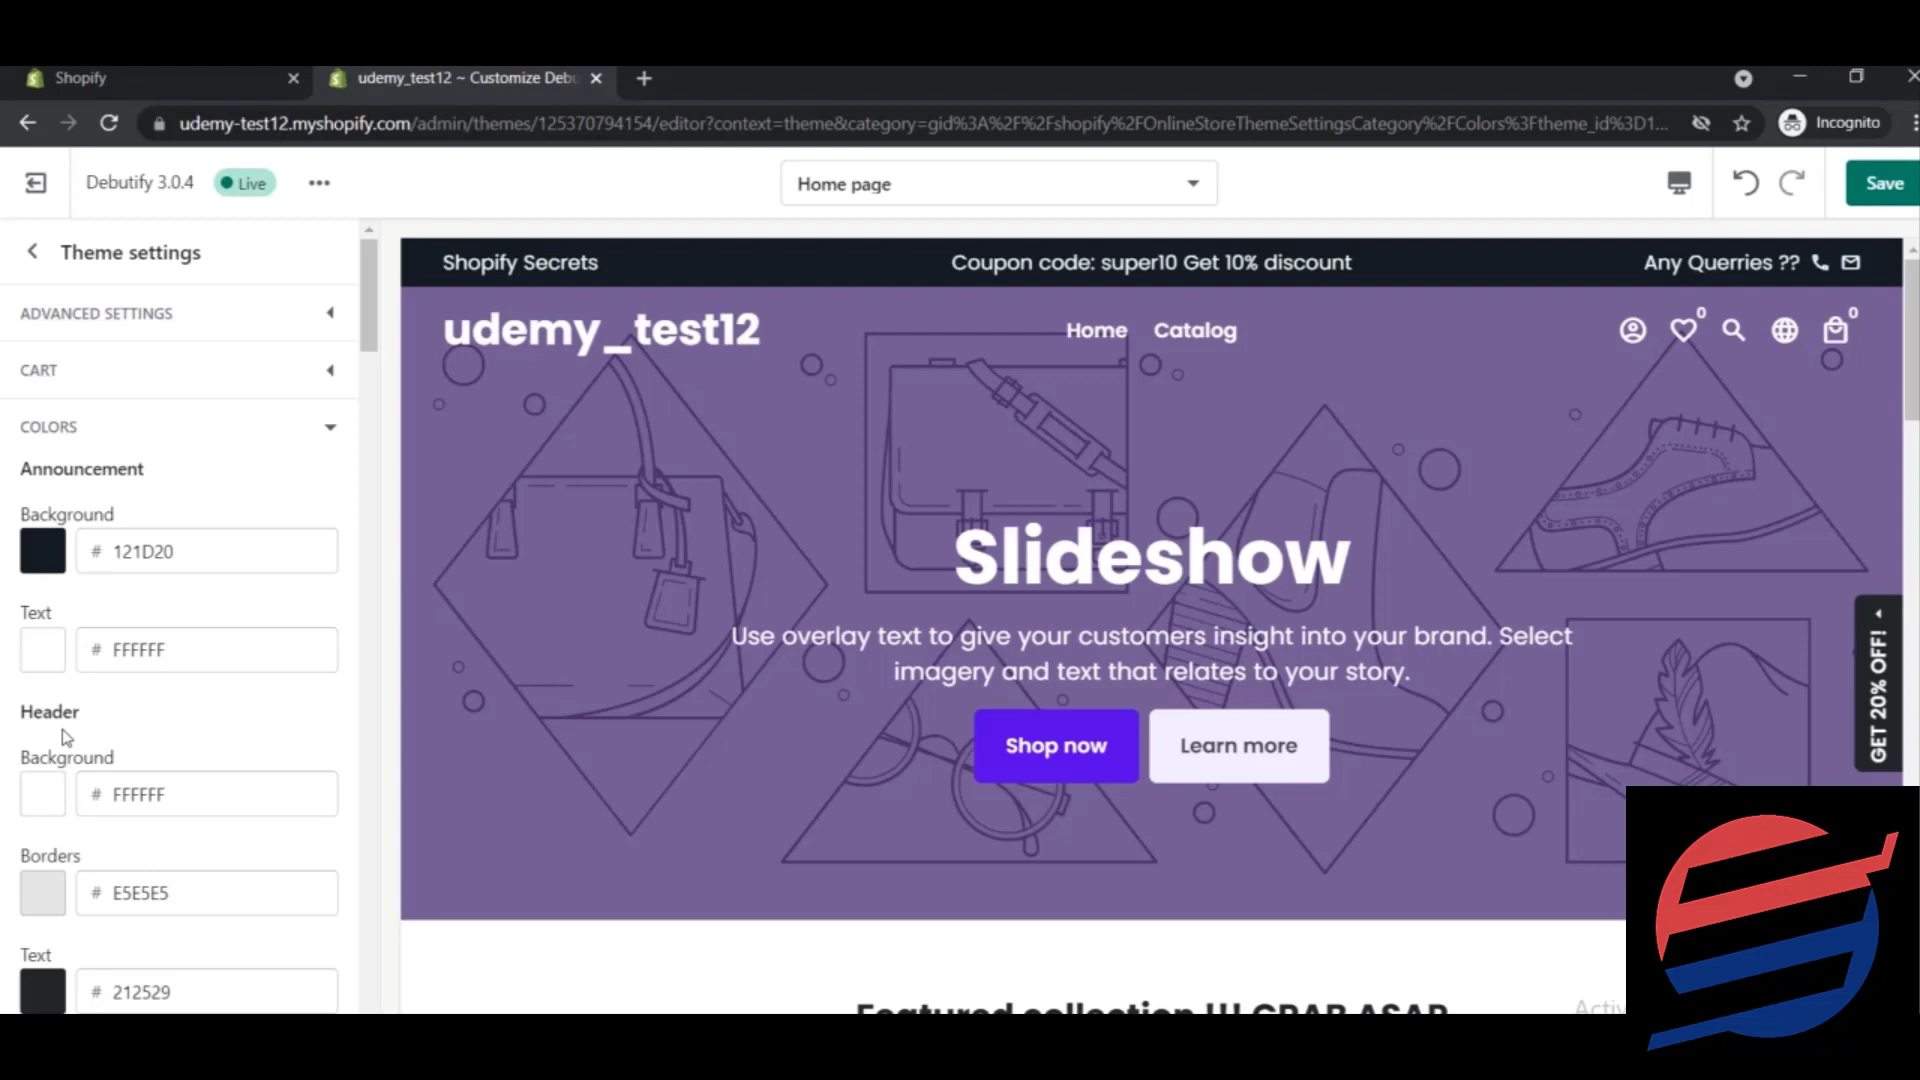 Shopify
udemy_test12 ~ Customize Debu
udemy-test12.myshopify.com/admin/themes/125370794154/editor?context=theme&category=gid%3A%2F%2Fshopify%2FOnlineStoreThemeSettingsCategory%2FColors%3Ftheme_id%3D1...
Incognito
Debutify 3.0.4
Live
Home page
Save
Theme settings
ADVANCED SETTINGS
CART
COLORS
Announcement
Background
# 121D20
Text
# FFFFFF
Header
Background
# FFFFFF
Borders
# E5E5E5
Text
# 212529
Shopify Secrets
Coupon code: super10 Get 10% discount
Any Querries ??
udemy_test12
Home
Catalog
0
0
Slideshow
Use overlay text to give your customers insight into your brand. Select
imagery and text that relates to your story.
Shop now
Learn more
GET 20% OFF!
Featured collection !!! GRAB ASAP